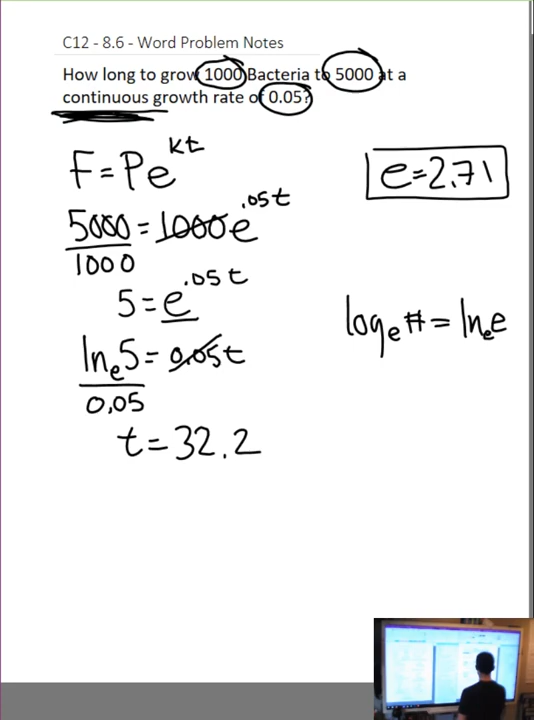 C12 - 8.6 - Word Problem Notes
How long to grow 1000 Bacteria to 5000 at a
continuous growth rate of 0.05?
F=Pe^kt
e=2.71
5000 = 1000e^.05t
1000
5=e^.05t
log_e # = ln_e e
ln_e 5 = 0.05t
0.05
t=32.2